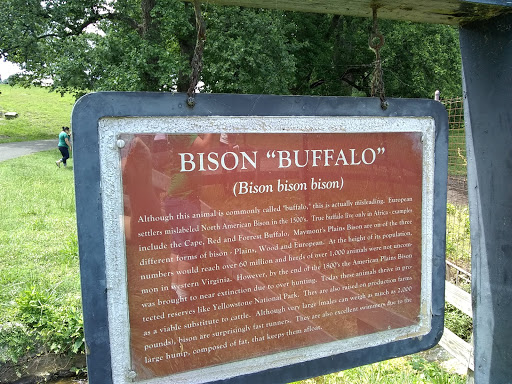 BISON "BUFFALO"
(Bison bison bison)
Although this animal is commonly called "buffalo," this is actually misleading. European
settlers mislabeled North American Bison in the 1500's. True buffalo live only in Africa - examples
include the Cape, Red and Forrest Buffalo. Maymont's Plains Bison are one of the three
different forms of bison - Plains, Wood and European. At the height of its population,
numbers would reach over 60 million and herds of over 1,000 animals were not uncom-
mon in western Virginia. However, by the end of the 1800's the American Plains Bison
was brought to near extinction due to over hunting. Today these animals thrive in pro-
tected reserves like Yellowstone National Park. They are also raised on production farms
as a viable substitute to cattle. Although very large (males can weigh as much as 2,000
pounds), bison are surprisingly fast runners. They are also excellent swimmers due to the
large hump, composed of fat, that keeps them afloat.